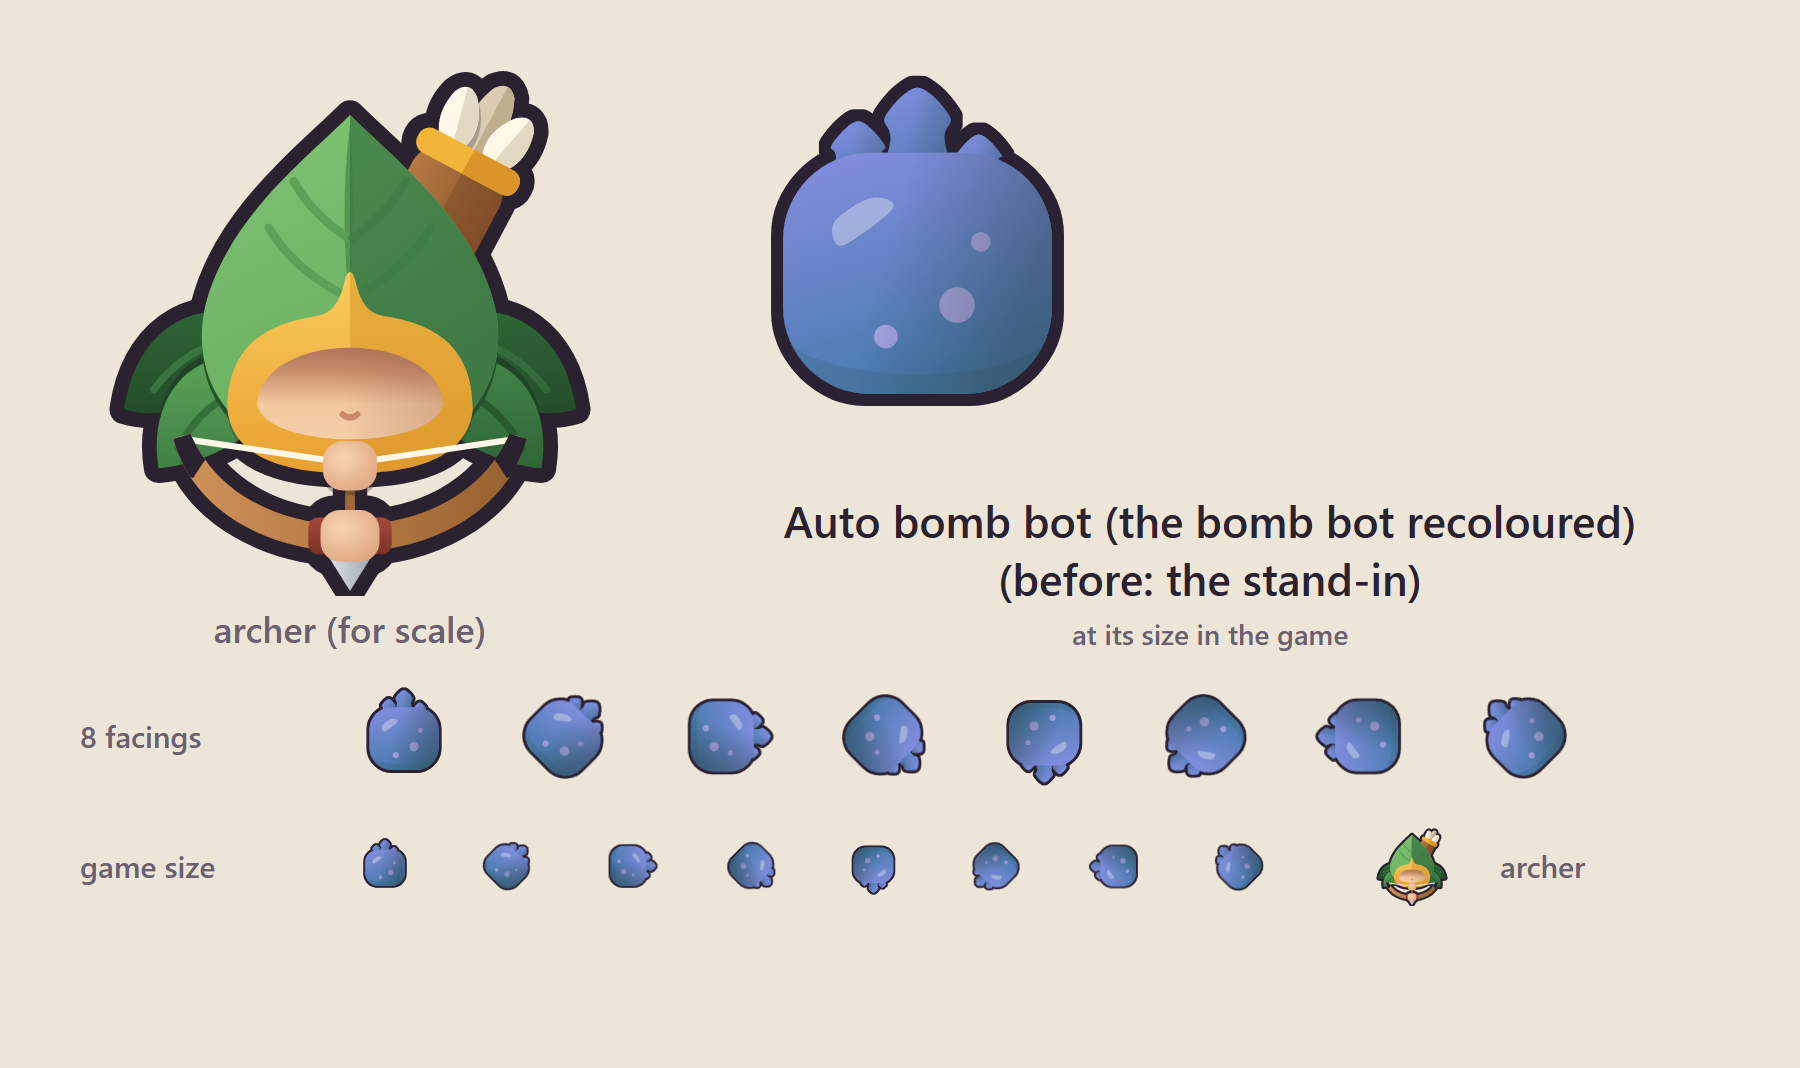 Auto bomb bot (the bomb bot recoloured)
(before: the stand-in)
archer (for scale)
at its size in the game
8 facings
game size
archer